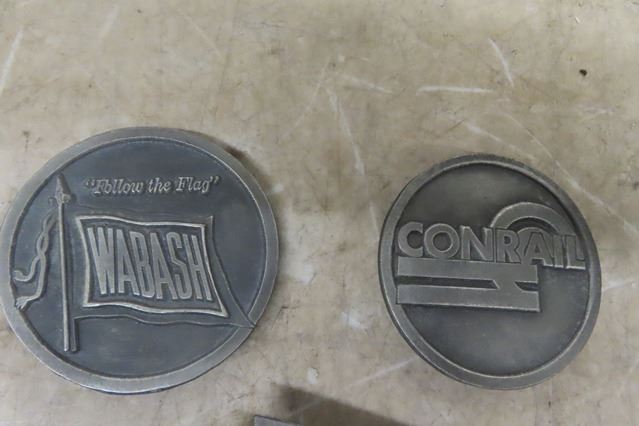 "Follow the Flag"
WABASH
CONRAIL